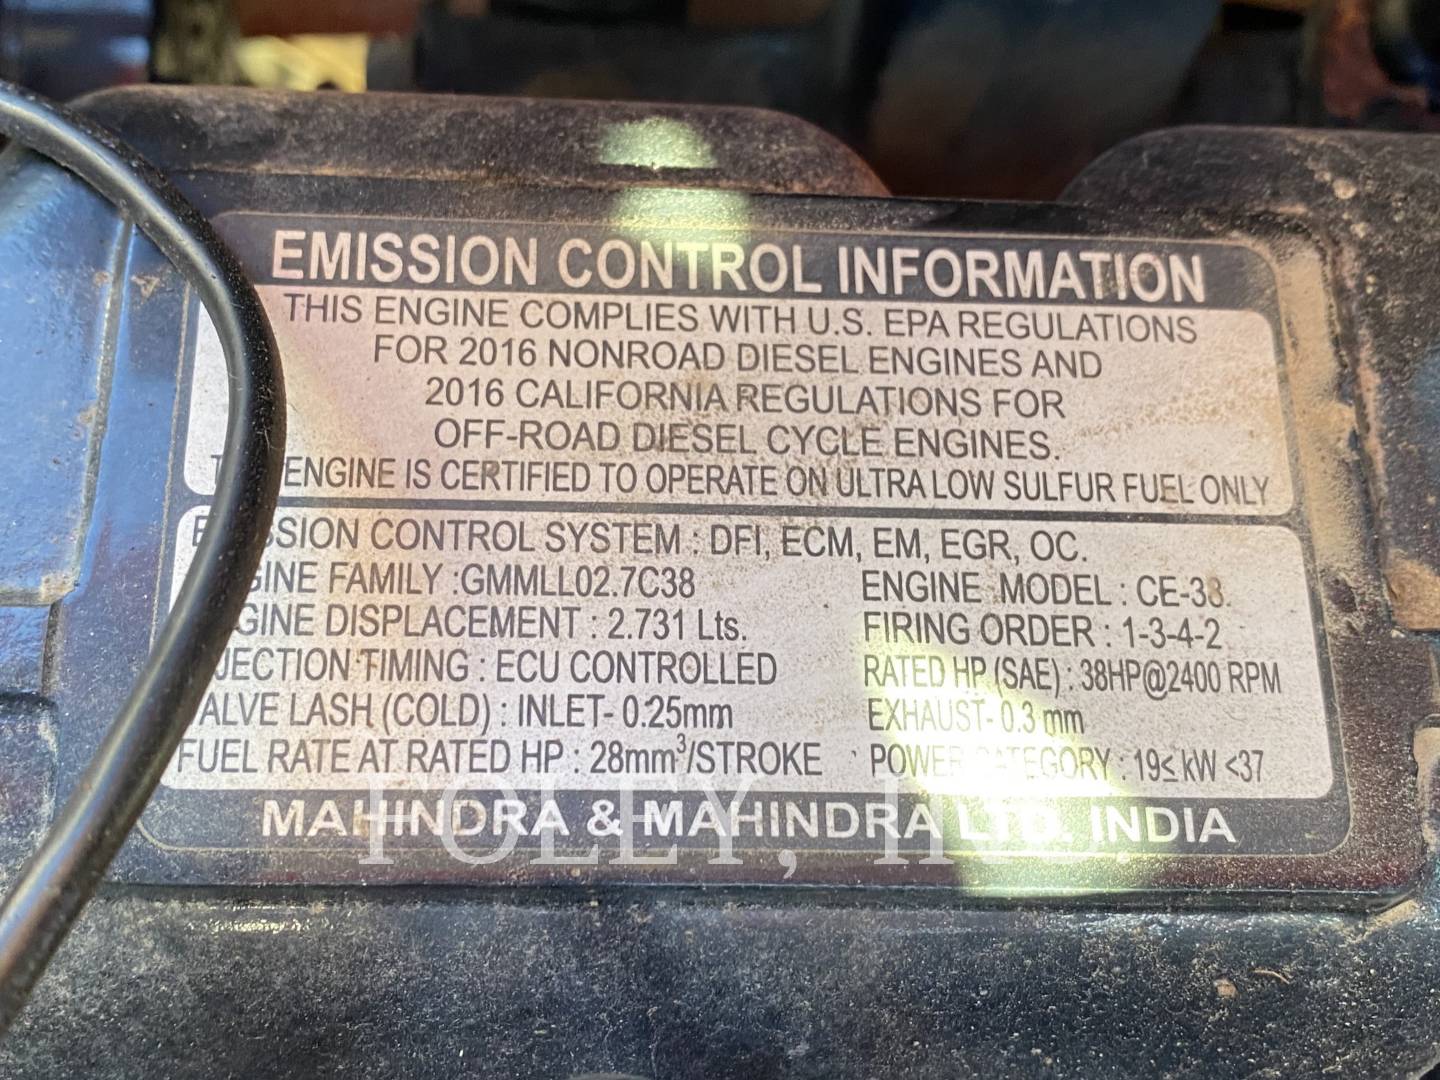 EMISSION CONTROL INFORMATION
THIS ENGINE COMPLIES WITH U.S. EPA REGULATIONS
FOR 2016 NONROAD DIESEL ENGINES AND
2016 CALIFORNIA REGULATIONS FOR
OFF-ROAD DIESEL CYCLE ENGINES.
ENGINE IS CERTIFIED TO OPERATE ON ULTRA LOW SULFUR FUEL ONLY
SSION CONTROL SYSTEM : DFI, ECM, EM, EGR, OC.
GINE FAMILY :GMMLL02.7C38 ENGINE MODEL : CE-38.
GINE DISPLACEMENT : 2.731 Lts. FIRING ORDER : 1-3-4-2
JECTION TIMING : ECU CONTROLLED RATED HP (SAE) : 38HP@2400 RPM
VALVE LASH (COLD) : INLET- 0.25mm EXHAUST- 0.3 mm
FUEL RATE AT RATED HP : 28mm³/STROKE POWER CATEGORY : 19≤ kW <37
MAHINDRA & MAHINDRA LTD. INDIA
TOLEY,